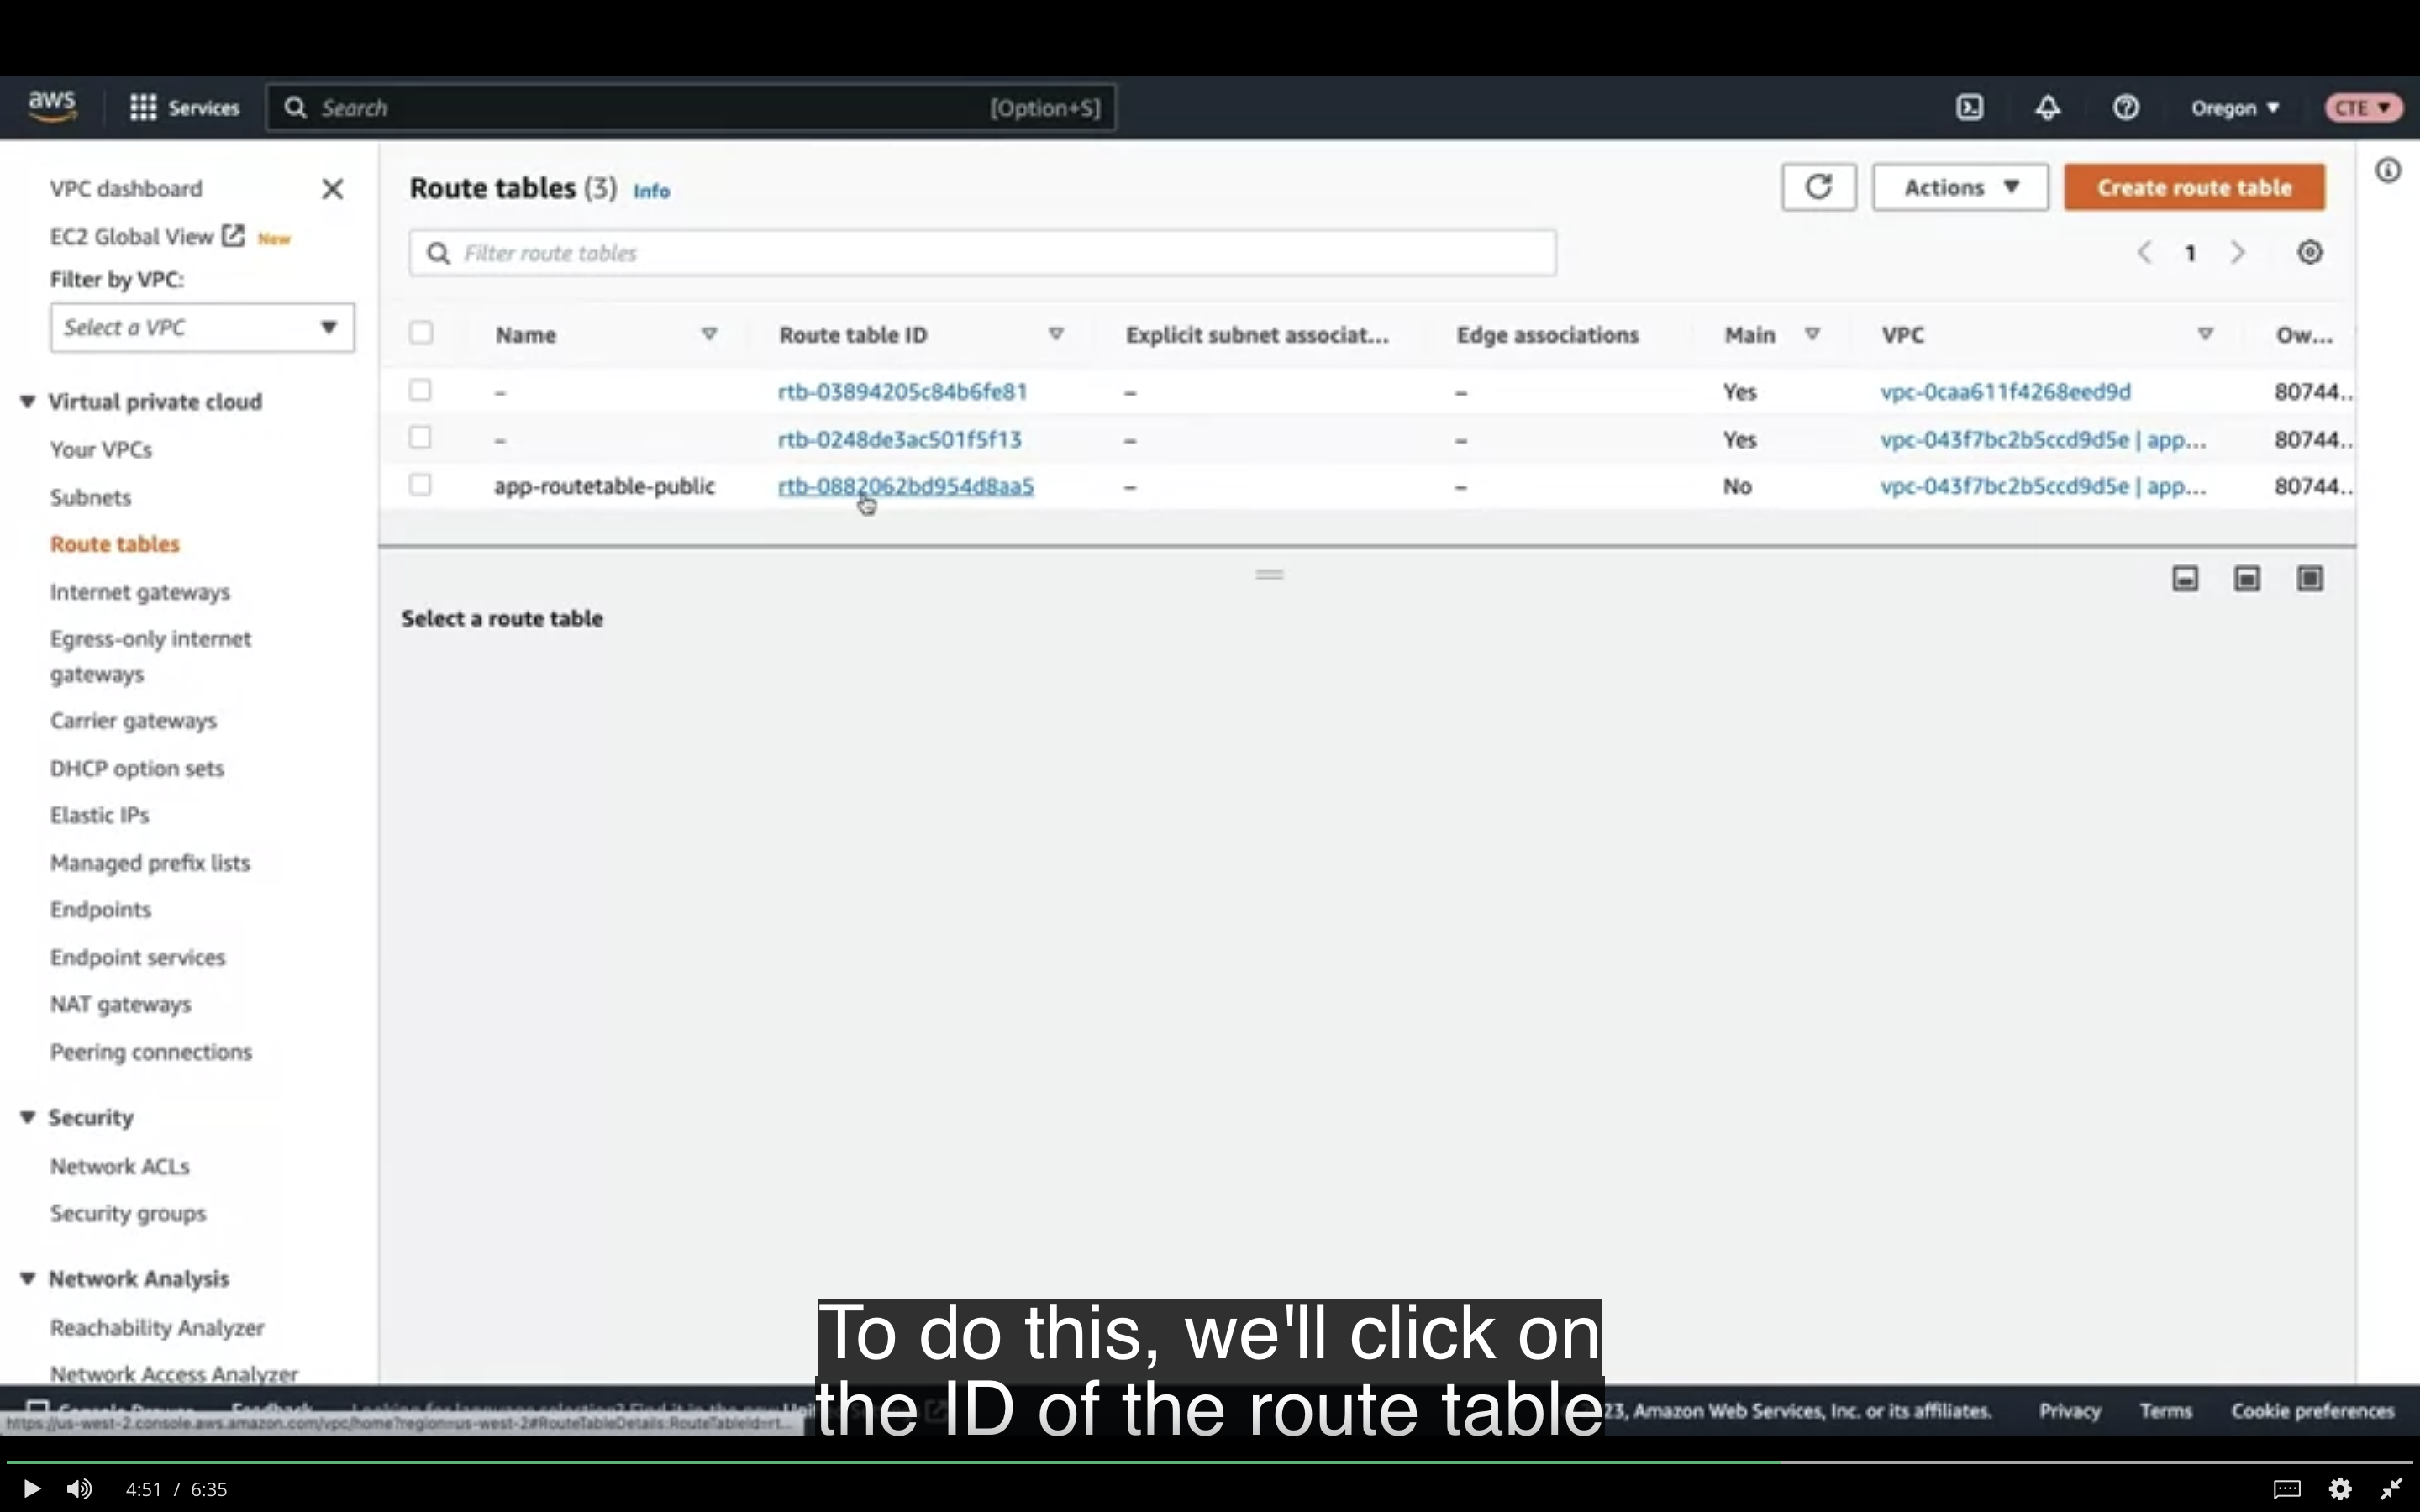 aws
Services
Search
[Option+S]
Oregon
CTE
VPC dashboard
EC2 Global View New
Filter by VPC:
Select a VPC
Virtual private cloud
Your VPCs
Subnets
Route tables
Internet gateways
Egress-only internet
gateways
Carrier gateways
DHCP option sets
Elastic IPs
Managed prefix lists
Endpoints
Endpoint services
NAT gateways
Peering connections
Security
Network ACLs
Security groups
Network Analysis
Reachability Analyzer
Network Access Analyzer
Route tables (3) Info
Actions
Create route table
Filter route tables
1
Name Route table ID Explicit subnet associat... Edge associations Main VPC Ow...
– rtb-03894205c84b6fe81 – – Yes vpc-0caa611f4268eed9d 80744..
– rtb-0248de3ac501f5f13 – – Yes vpc-043f7bc2b5ccd9d5e | app... 80744..
app-routetable-public rtb-0882062bd954d8aa5 – – No vpc-043f7bc2b5ccd9d5e | app... 80744..
Select a route table
To do this, we'll click on
the ID of the route table
https://us-west-2.console.aws.amazon.com/vpc/home?region=us-west-2#RouteTableDetails:RouteTableId=rt...
23, Amazon Web Services, Inc. or its affiliates. Privacy Terms Cookie preferences
4:51 / 6:35